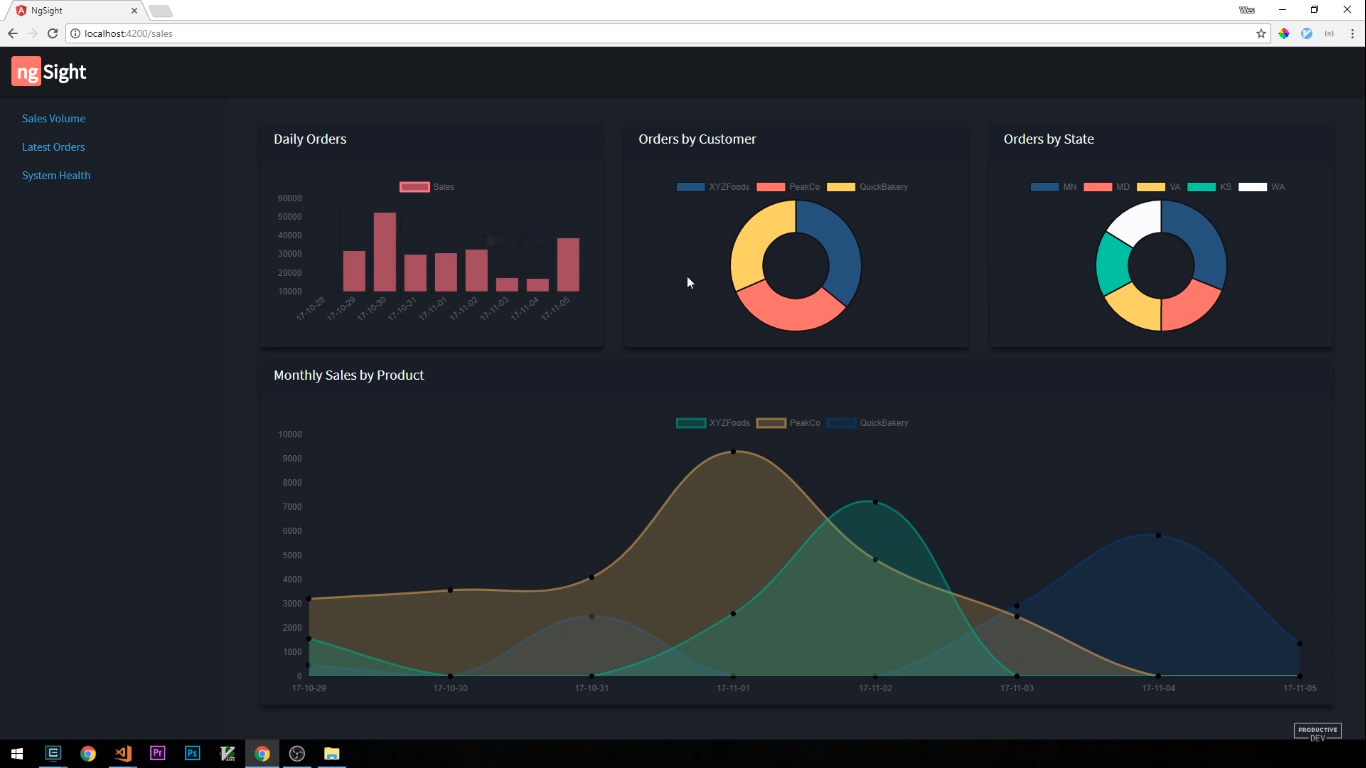 NgSight
Wes
localhost:4200/sales
ng Sight
Sales Volume
Latest Orders
System Health
Daily Orders
Sales
60000
50000
40000
30000
20000
10000
17-10-28 17-10-29 17-10-30 17-10-31 17-11-01 17-11-02 17-11-03 17-11-04 17-11-05
Orders by Customer
XYZFoods PeakCo QuickBakery
Orders by State
MN MD VA KS WA
Monthly Sales by Product
XYZFoods PeakCo QuickBakery
10000
9000
8000
7000
6000
5000
4000
3000
2000
1000
0
17-10-29 17-10-30 17-10-31 17-11-01 17-11-02 17-11-03 17-11-04 17-11-05
PRODUCTIVE
DEV
Pr Ps